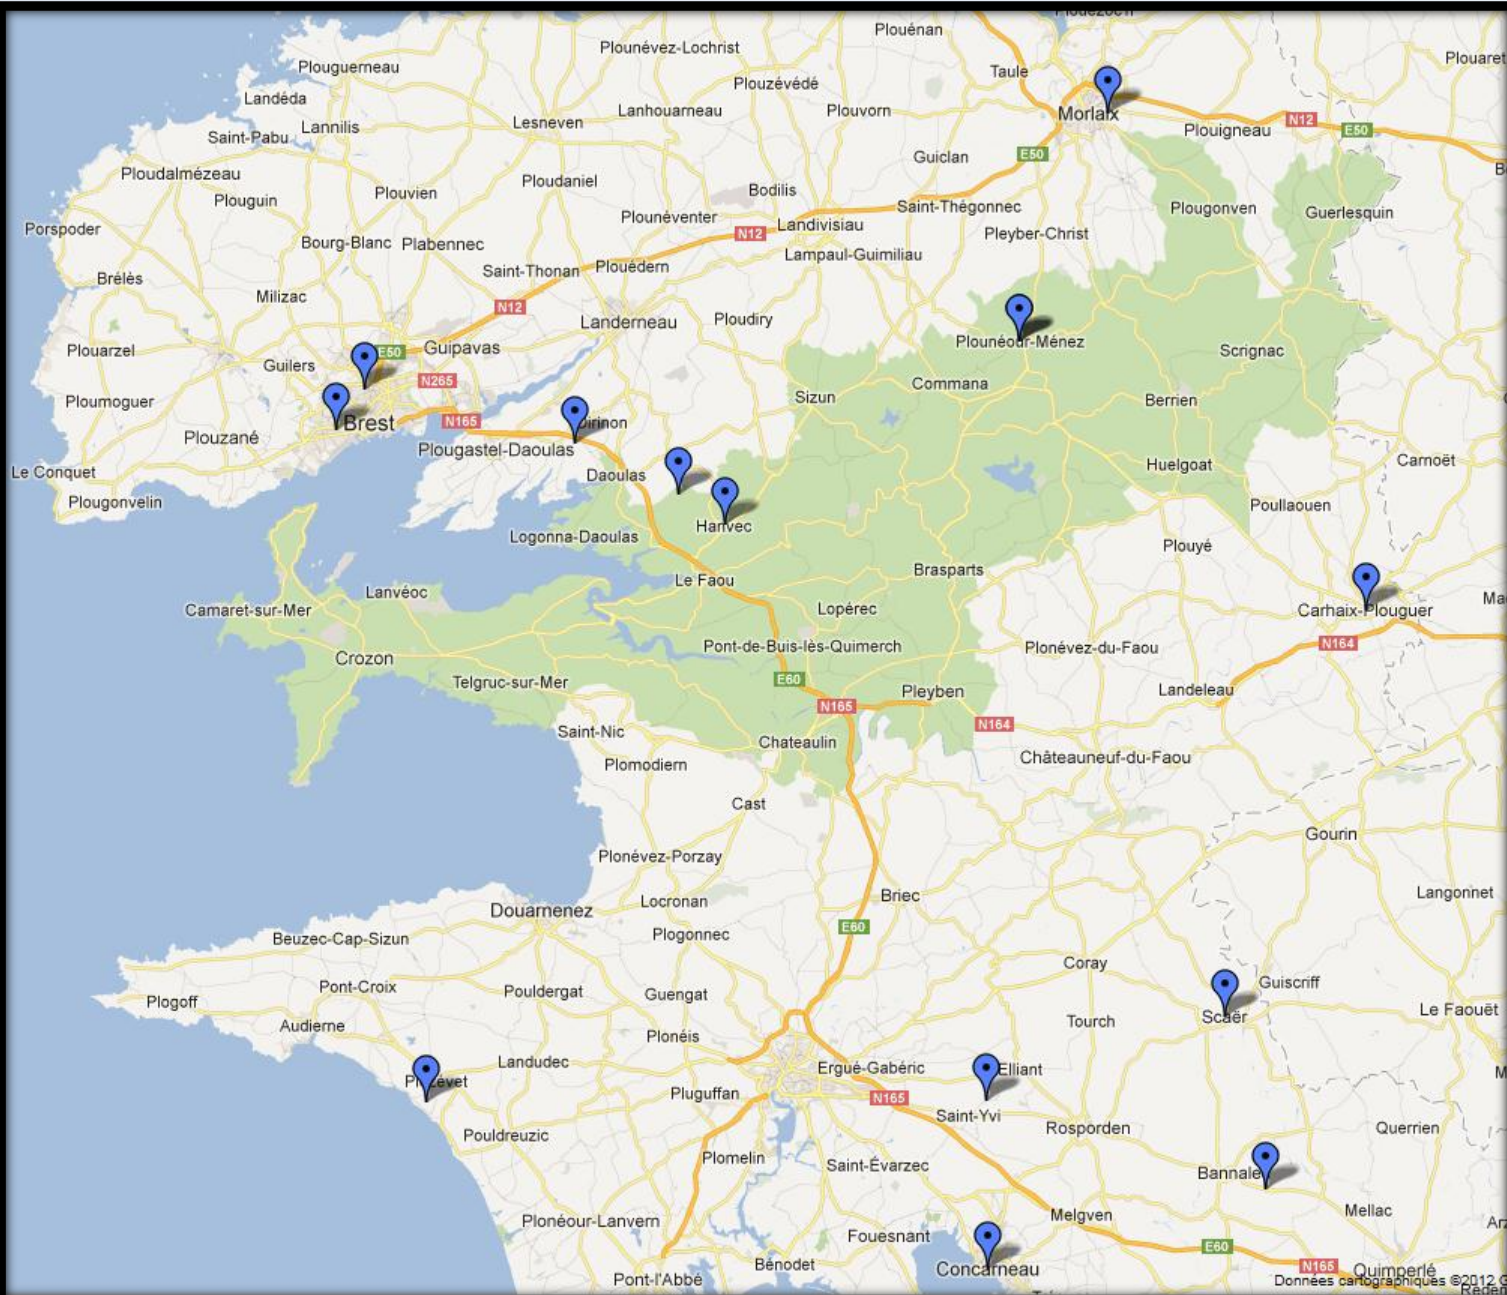 Plouénan
Plounévez-Lochrist
Plouguerneau
Plouaret
Taule
Plouzévédé
Landéda
Lanhouarneau
Plouvorn
Morlaix
Lesneven
Lannilis
Saint-Pabu
N12
E50
Plouigneau
Guiclan
E50
Ploudalmézeau
Ploudaniel
Bodilis
Plouvien
Plouguin
Saint-Thégonnec
Plougonven
Guerlesquin
Plounéventer
Landivisiau
Porspoder
N12
Pleyber-Christ
Bourg-Blanc
Plabennec
Lampaul-Guimiliau
Saint-Thonan
Plouédern
Brélès
Milizac
N12
Landerneau
Ploudiry
Plounéour-Ménez
Plouarzel
E50
Guipavas
Scrignac
Guilers
N265
Commana
Sizun
Berrien
Ploumoguer
Brest
N165
Plouzané
Plougastel-Daoulas
Le Conquet
Daoulas
Huelgoat
Carnoët
Plougonvelin
Poullaouen
Hanvec
Logonna-Daoulas
Plouyé
Brasparts
Le Faou
Lanvéoc
Camaret-sur-Mer
Lopérec
Carhaix-Plouguer
N164
Pont-de-Buis-lès-Quimerch
Plonévez-du-Faou
Crozon
E60
Telgruc-sur-Mer
Pleyben
Landeleau
N165
N164
Saint-Nic
Chateaulin
Châteauneuf-du-Faou
Plomodiern
Cast
Gourin
Plonévez-Porzay
Briec
Langonnet
Locronan
Douarnenez
E60
Plogonnec
Beuzec-Cap-Sizun
Coray
Guiscriff
Pont-Croix
Pouldergat
Guengat
Plogoff
Le Faouët
Scaër
Tourch
Audierne
Plonéis
Landudec
Ergué-Gabéric
Elliant
Pluguffan
N165
Saint-Yvi
Rosporden
Querrien
Pouldreuzic
Plomelin
Saint-Évarzec
Mellac
Melgven
Plonéour-Lanvern
Fouesnant
E60
Bénodet
Concarneau
N165
Quimperlé
Pont-l'Abbé
Données cartographiques ©2012 G